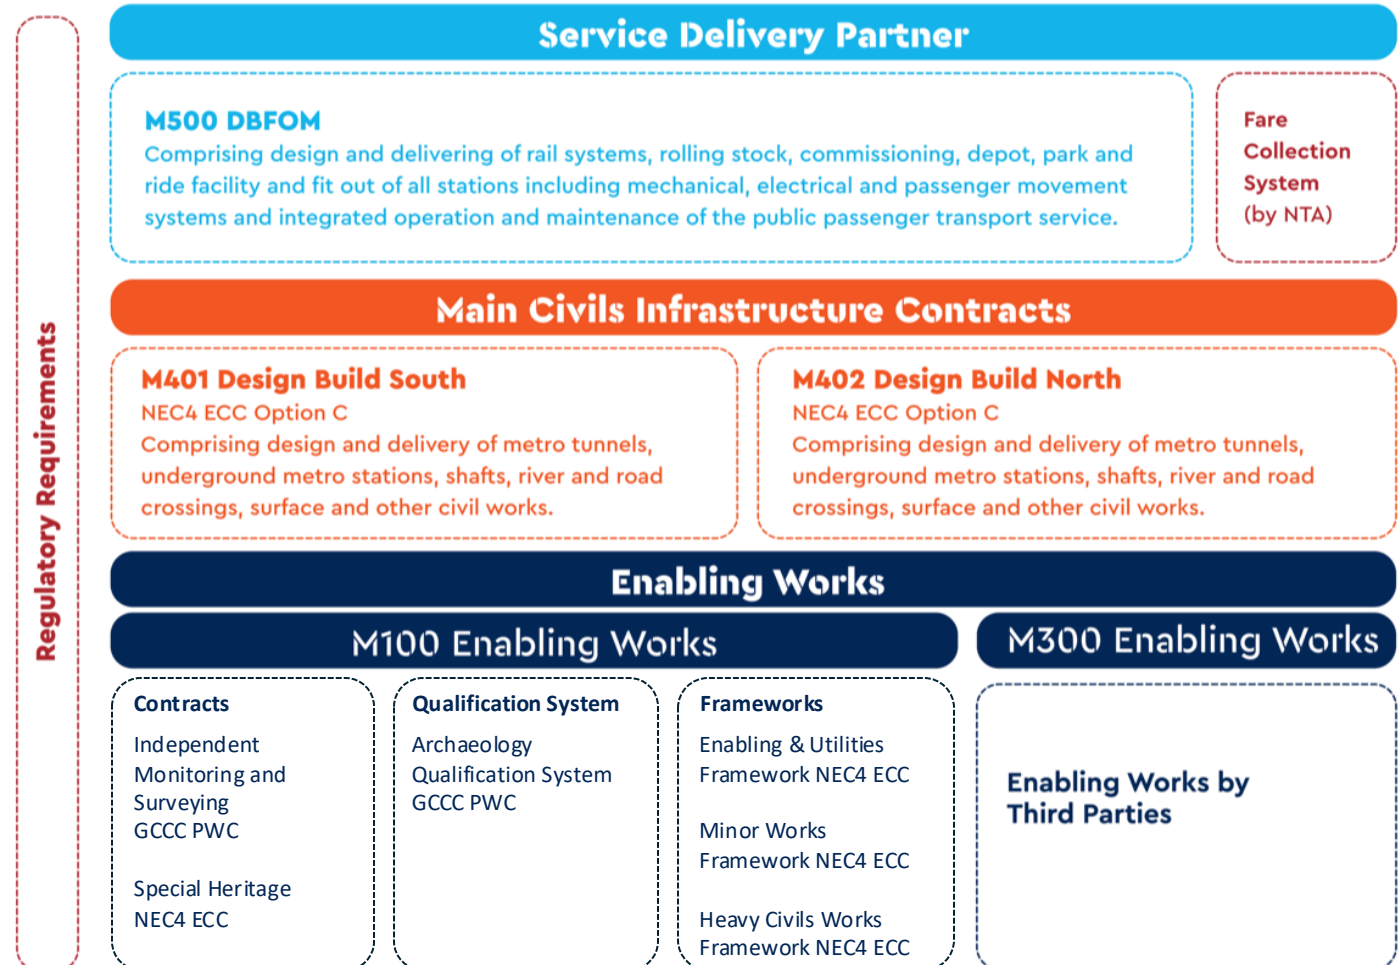 Regulatory Requirements
Service Delivery Partner
M500 DBFOM
Comprising design and delivering of rail systems, rolling stock, commissioning, depot, park and
ride facility and fit out of all stations including mechanical, electrical and passenger movement
systems and integrated operation and maintenance of the public passenger transport service.
Fare
Collection
System
(by NTA)
Main Civils Infrastructure Contracts
M401 Design Build South
NEC4 ECC Option C
Comprising design and delivery of metro tunnels,
underground metro stations, shafts, river and road
crossings, surface and other civil works.
M402 Design Build North
NEC4 ECC Option C
Comprising design and delivery of metro tunnels,
underground metro stations, shafts, river and road
crossings, surface and other civil works.
Enabling Works
M100 Enabling Works
Contracts
Independent
Monitoring and
Surveying
GCCC PWC
Special Heritage
NEC4 ECC
Qualification System
Archaeology
Qualification System
GCCC PWC
Frameworks
Enabling & Utilities
Framework NEC4 ECC
Minor Works
Framework NEC4 ECC
Heavy Civils Works
Framework NEC4 ECC
M300 Enabling Works
Enabling Works by
Third Parties